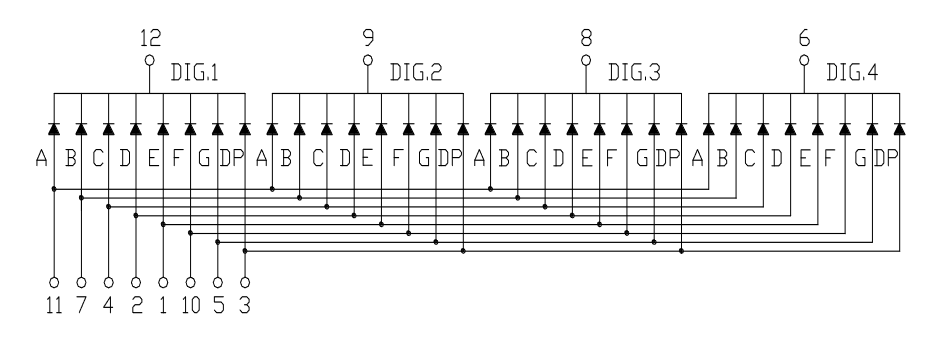 12 9 8 6
DIG.1 DIG.2 DIG.3 DIG.4
A B C D E F G DP A B C D E F G DP A B C D E F G DP A B C D E F G DP
11 7 4 2 1 10 5 3